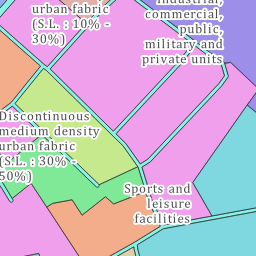 urban fabric
(S.L. : 10% -
30%)
industrial,
commercial,
public,
military and
private units
Discontinuous
medium density
urban fabric
(S.L. : 30% -
50%)
Sports and
leisure
facilities